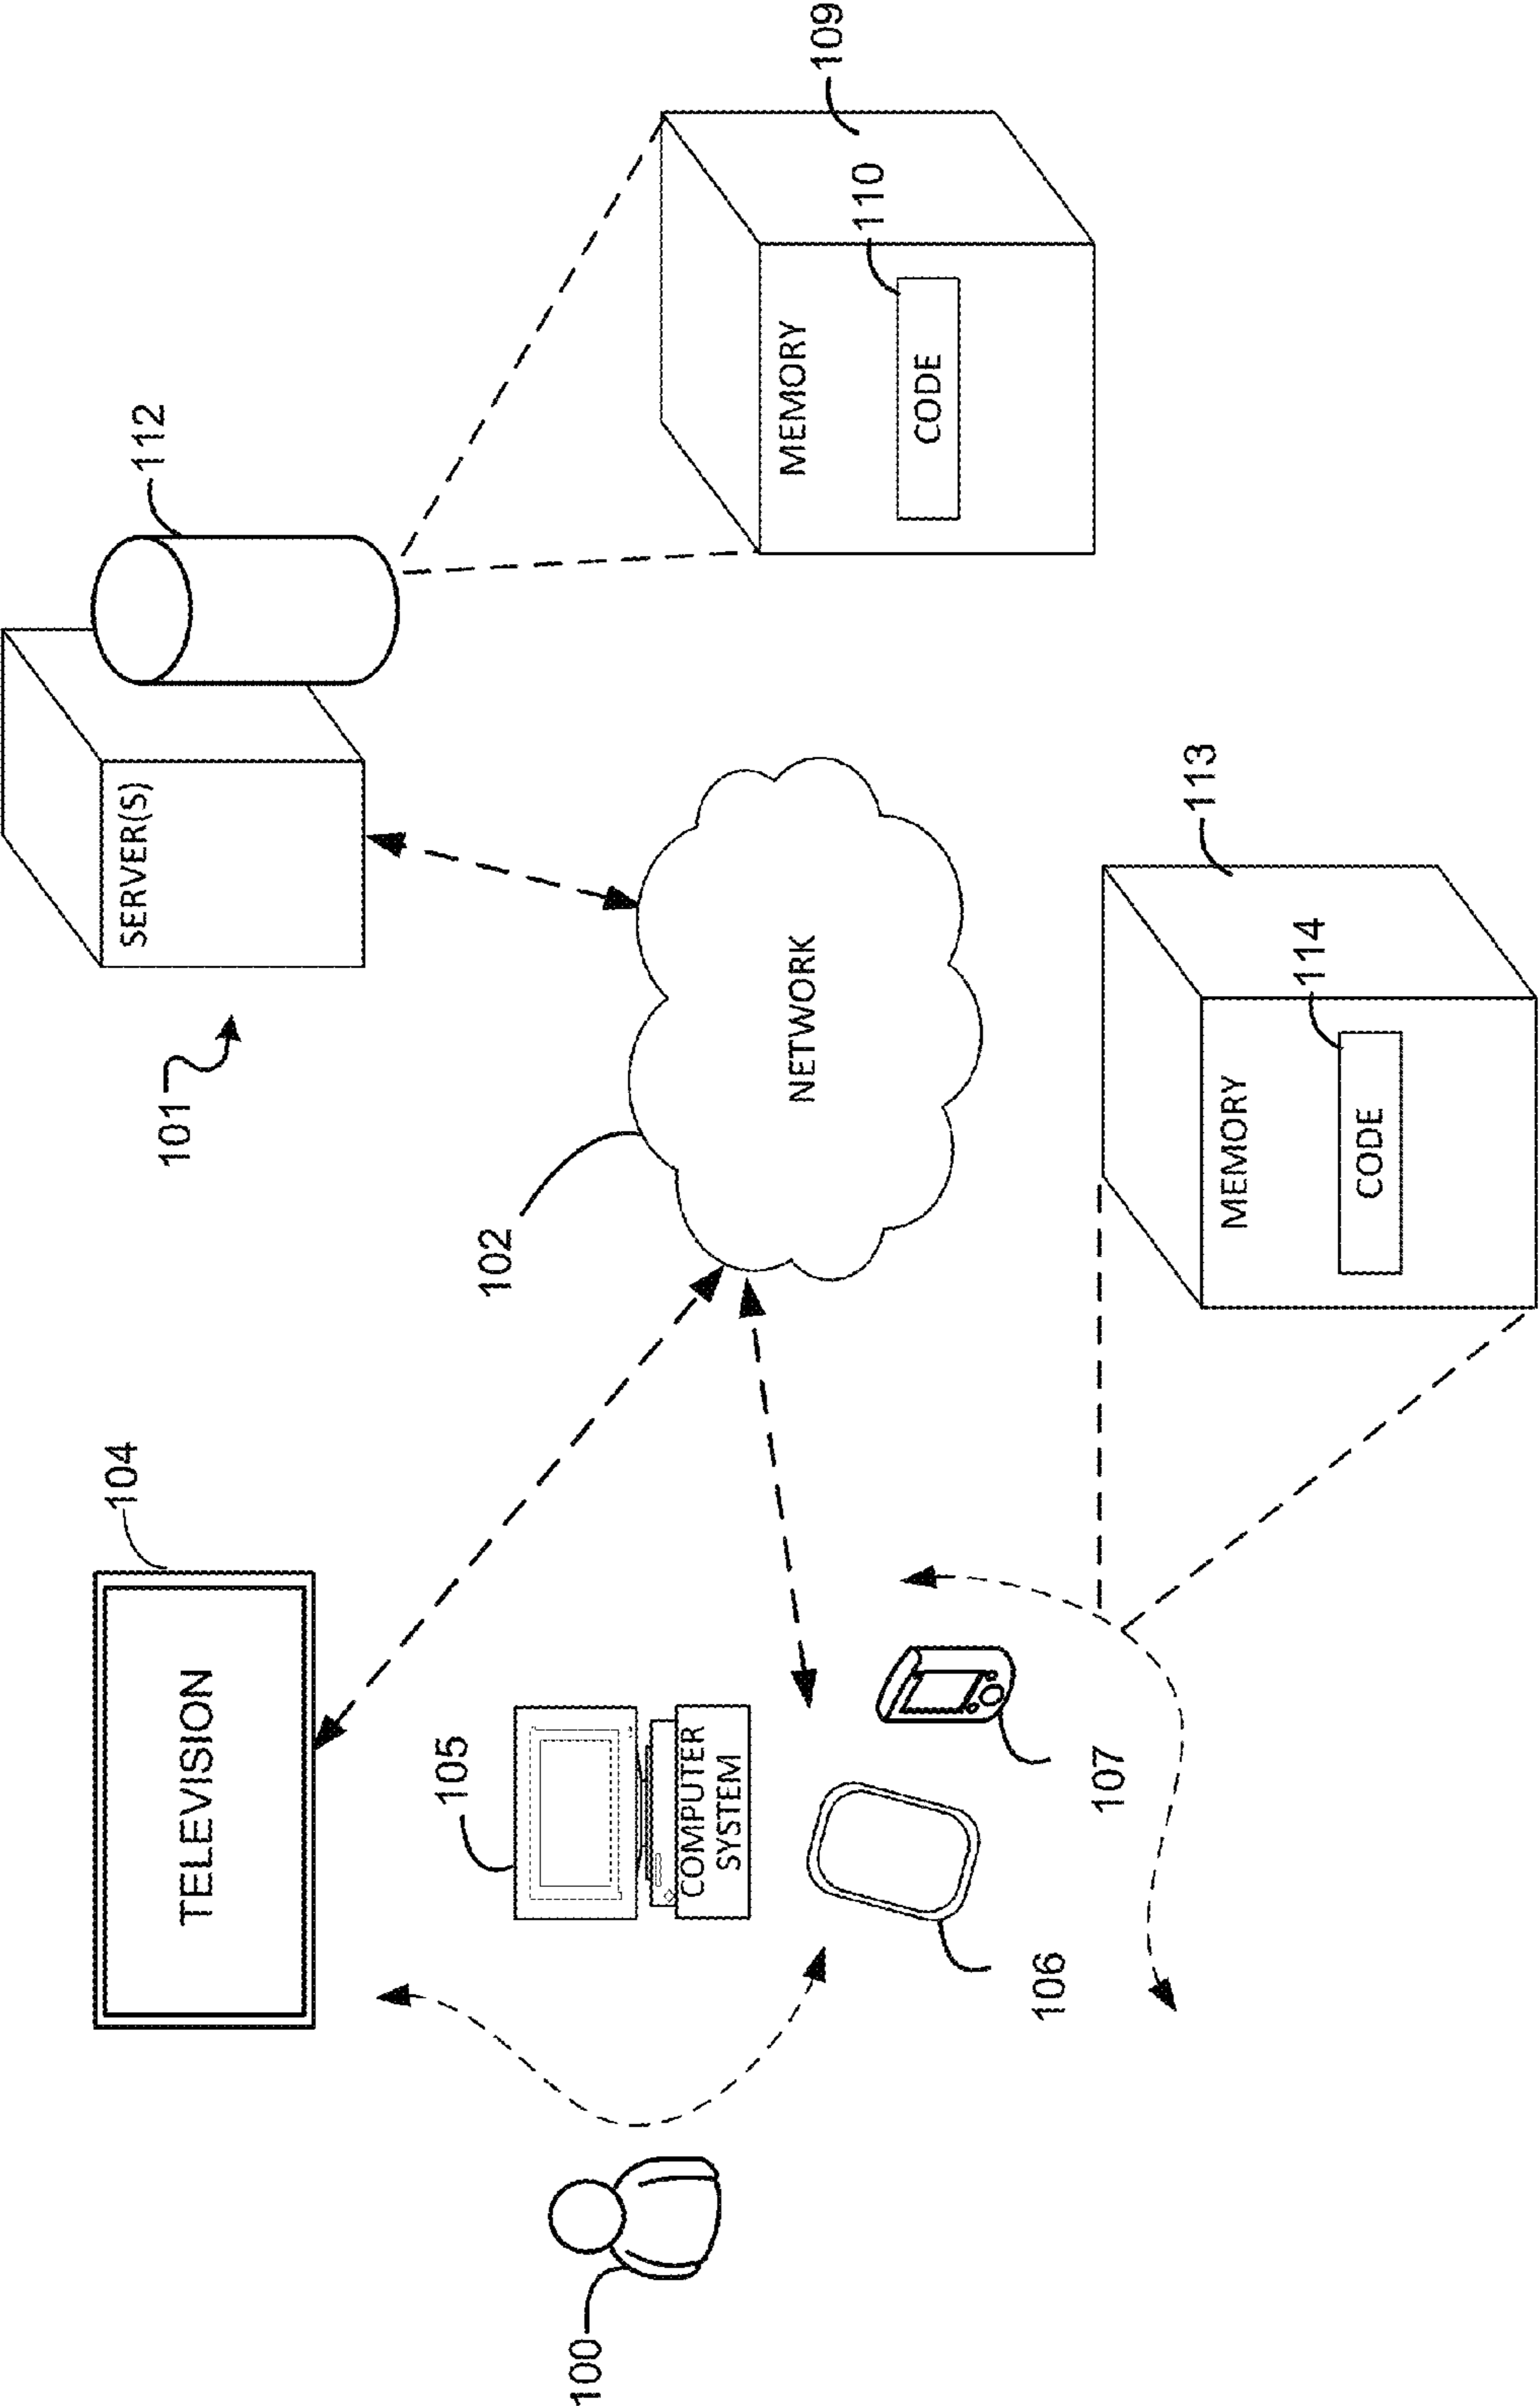 TELEVISION
104
101
SERVER(S)
112
105
COMPUTER
SYSTEM
102
NETWORK
109
110
MEMORY
CODE
100
106
107
113
MEMORY
114
CODE